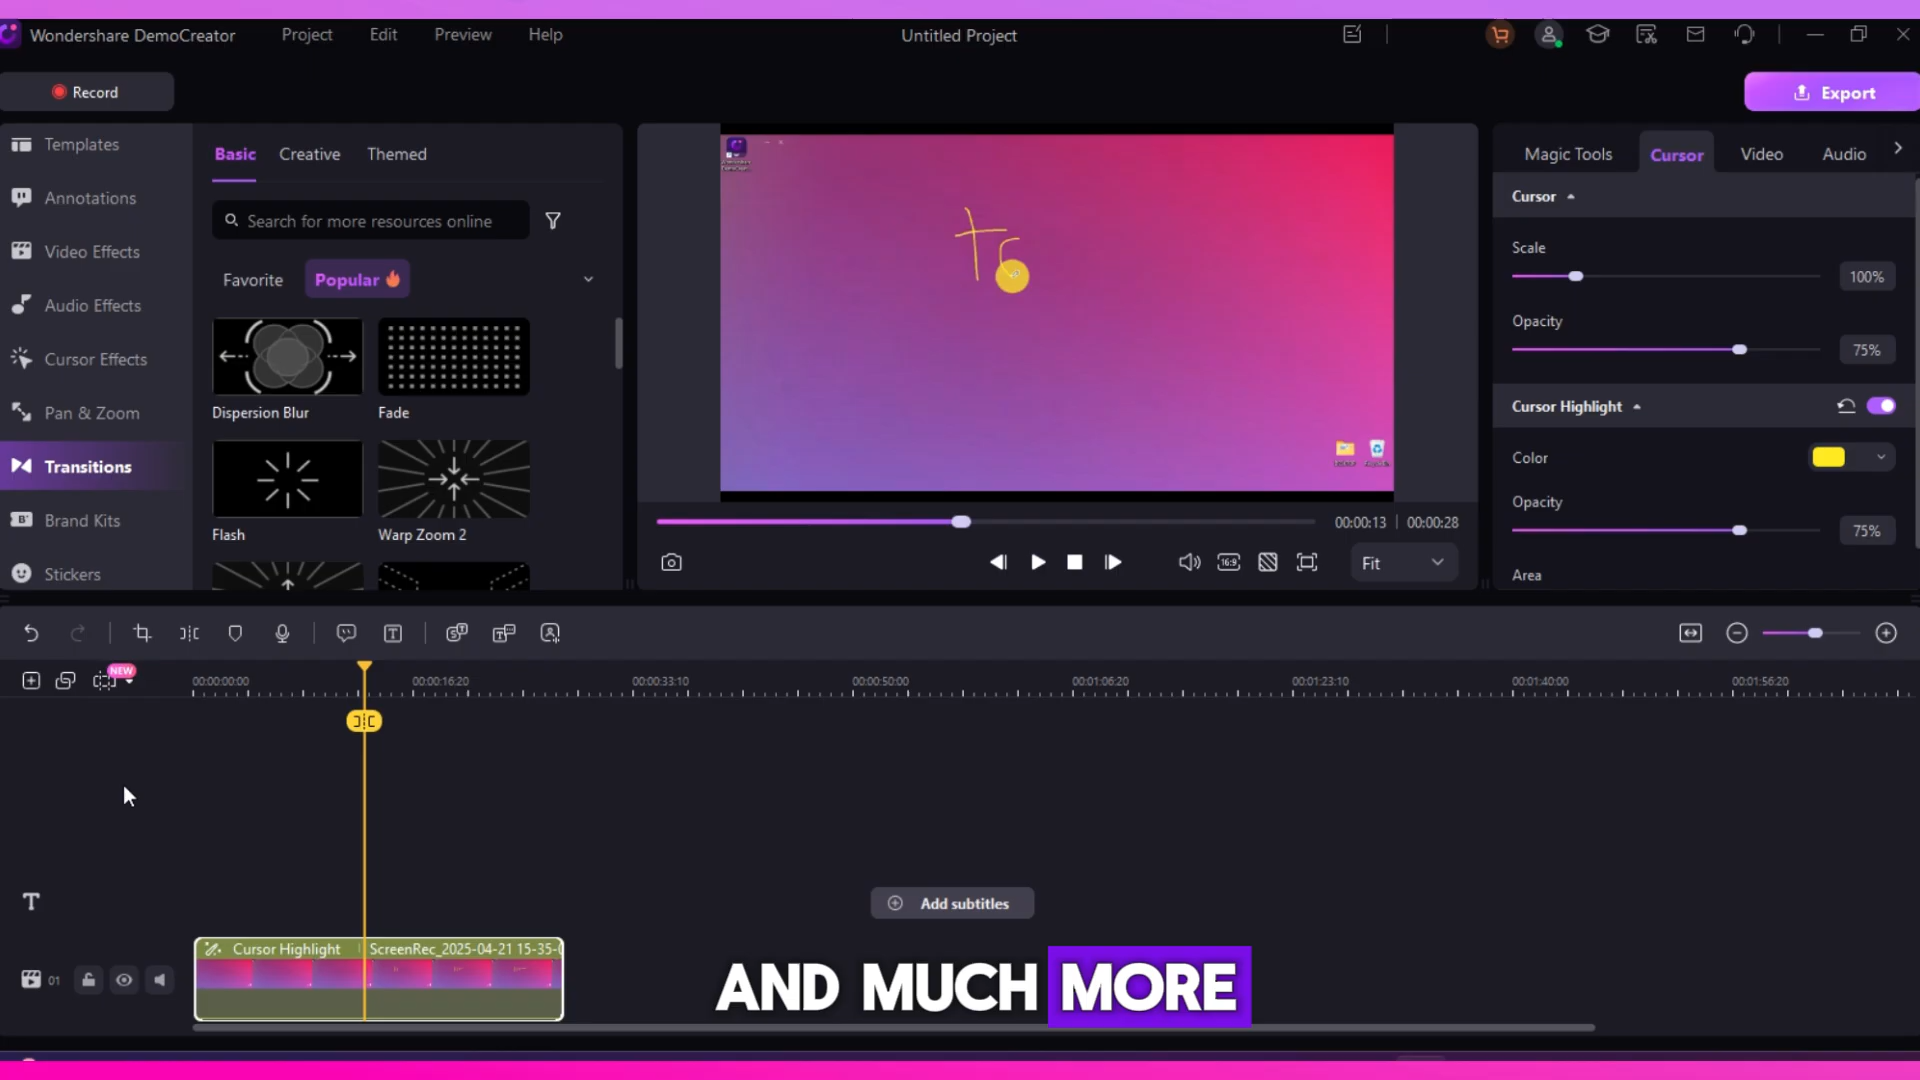 Wondershare DemoCreator Project Edit Preview Help Untitled Project
Record Export
Templates
Annotations
Video Effects
Audio Effects
Cursor Effects
Pan & Zoom
Transitions
Brand Kits
Stickers
Basic Creative Themed
Search for more resources online
Favorite Popular
Dispersion Blur Fade
Flash Warp Zoom 2
00:00:13 | 00:00:28
16:9 Fit
Magic Tools Cursor Video Audio
Cursor
Scale
100%
Opacity
75%
Cursor Highlight
Color
Opacity
75%
Area
NEW
00:00:00:00 00:00:16:20 00:00:33:10 00:00:50:00 00:01:06:20 00:01:23:10 00:01:40:00 00:01:56:20
Add subtitles
Cursor Highlight ScreenRec_2025-04-21 15-35-
01
AND MUCH MORE